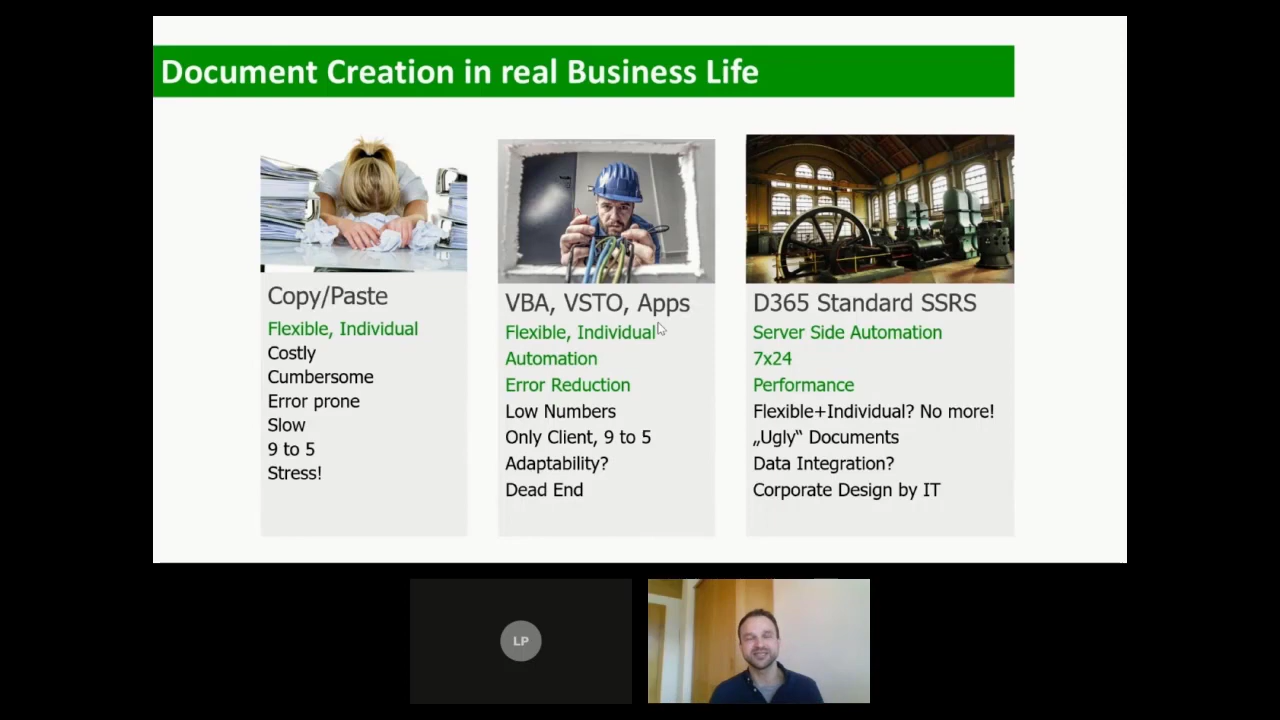 Document Creation in real Business Life
Copy/Paste
Flexible, Individual
Costly
Cumbersome
Error prone
Slow
9 to 5
Stress!
VBA, VSTO, Apps
Flexible, Individual
Automation
Error Reduction
Low Numbers
Only Client, 9 to 5
Adaptability?
Dead End
D365 Standard SSRS
Server Side Automation
7x24
Performance
Flexible+Individual? No more!
„Ugly“ Documents
Data Integration?
Corporate Design by IT
LP